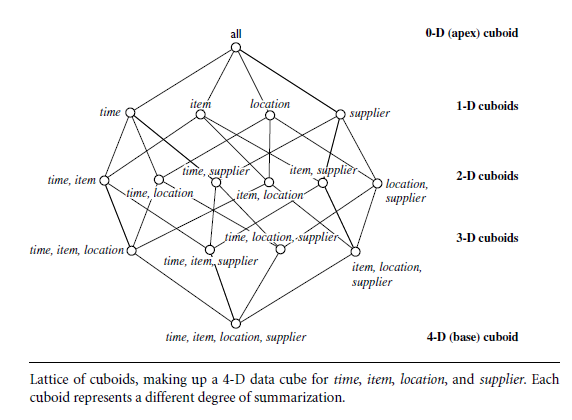 all
0-D (apex) cuboid
time
item
location
supplier
1-D cuboids
time, item
time, location
time, supplier
item, location
item, supplier
location,
supplier
2-D cuboids
time, item, location
time, item, supplier
time, location, supplier
item, location,
supplier
3-D cuboids
time, item, location, supplier
4-D (base) cuboid
Lattice of cuboids, making up a 4-D data cube for time, item, location, and supplier. Each
cuboid represents a different degree of summarization.